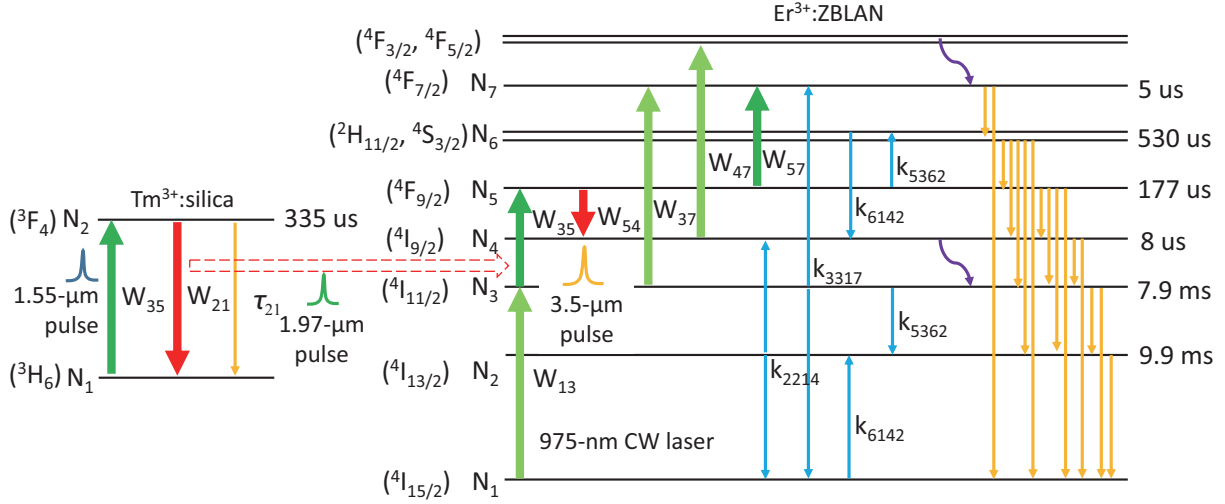 Er³⁺:ZBLAN
(⁴F₃/₂, ⁴F₅/₂)
(⁴F₇/₂) N₇
5 us
(²H₁₁/₂, ⁴S₃/₂) N₆
530 us
W₄₇
W₅₇
k₅₃₆₂
(⁴F₉/₂) N₅
177 us
Tm³⁺:silica
(³F₄) N₂
335 us
W₃₅
W₅₄
W₃₇
k₆₁₄₂
(⁴I₉/₂) N₄
8 us
k₃₃₁₇
(⁴I₁₁/₂) N₃
7.9 ms
1.55-μm
pulse
W₃₅
W₂₁
τ₂₁
1.97-μm
pulse
3.5-μm
pulse
k₅₃₆₂
9.9 ms
(³H₆) N₁
(⁴I₁₃/₂) N₂
W₁₃
k₂₂₁₄
k₆₁₄₂
975-nm CW laser
(⁴I₁₅/₂) N₁